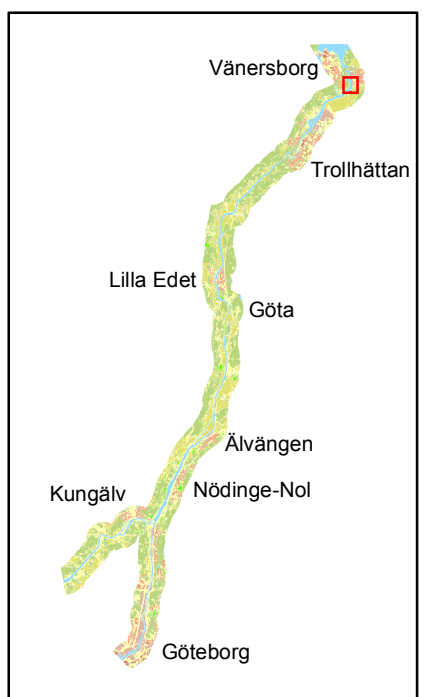 Vänersborg
Trollhättan
Lilla Edet
Göta
Älvängen
Kungälv
Nödinge-Nol
Göteborg